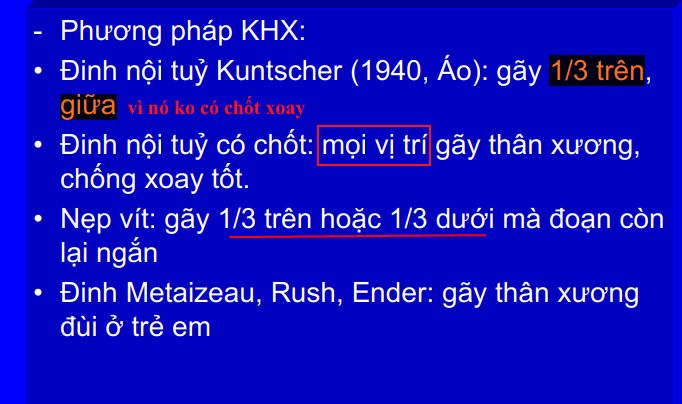 - Phương pháp KHX:
• Đinh nội tuỷ Kuntscher (1940, Áo): gãy 1/3 trên,
giữa vì nó ko có chốt xoay
• Đinh nội tuỷ có chốt: mọi vị trí gãy thân xương,
chống xoay tốt.
• Nẹp vít: gãy 1/3 trên hoặc 1/3 dưới mà đoạn còn
lại ngắn
• Đinh Metaizeau, Rush, Ender: gãy thân xương
đùi ở trẻ em